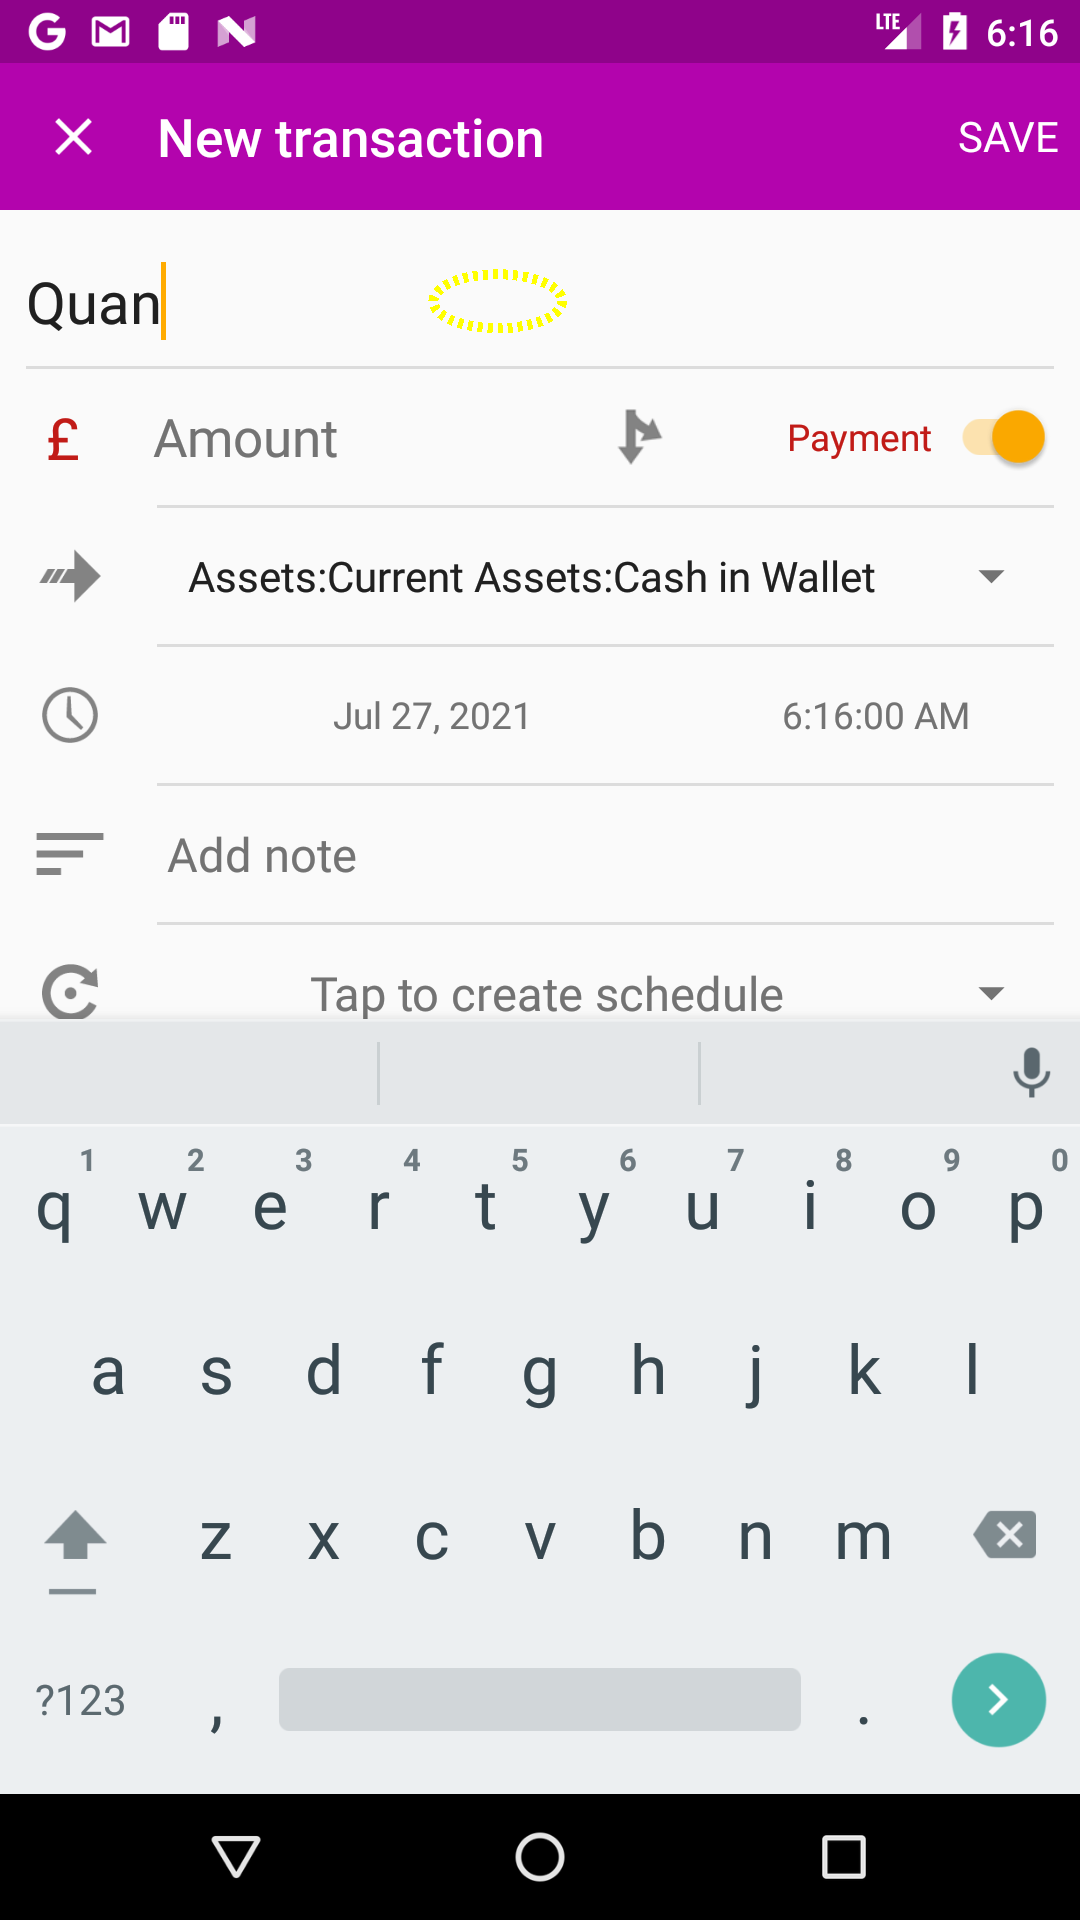 LTE 6:16
New transaction SAVE
Quan
£ Amount Payment
Assets:Current Assets:Cash in Wallet
Jul 27, 2021 6:16:00 AM
Add note
Tap to create schedule
1 2 3 4 5 6 7 8 9 0
q w e r t y u i o p
a s d f g h j k l
z x c v b n m
?123 , .